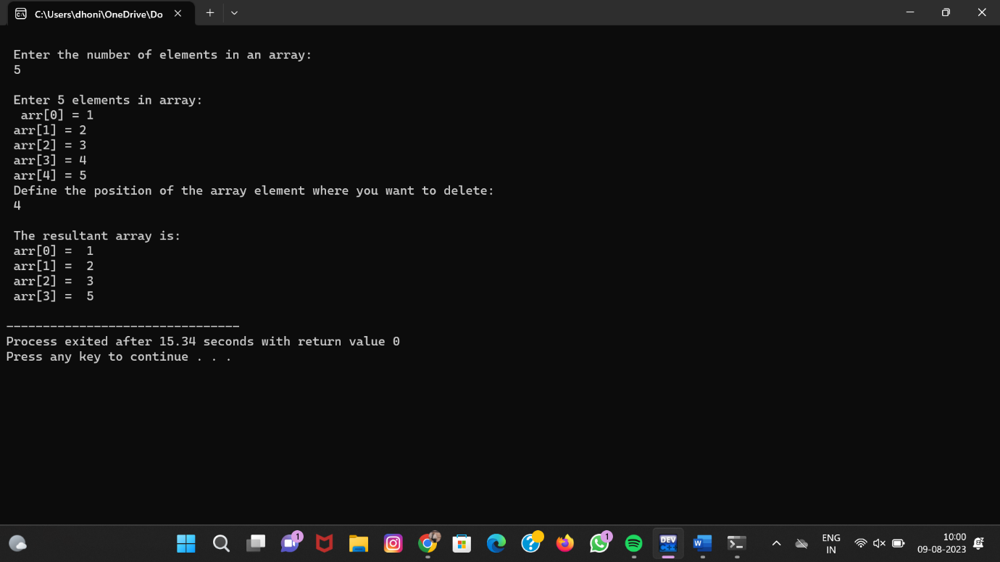 C:\Users\dhoni\OneDrive\Do
Enter the number of elements in an array:
5
Enter 5 elements in array:
arr[0] = 1
arr[1] = 2
arr[2] = 3
arr[3] = 4
arr[4] = 5
Define the position of the array element where you want to delete:
4
The resultant array is:
arr[0] =  1
arr[1] =  2
arr[2] =  3
arr[3] =  5
--------------------------------
Process exited after 15.34 seconds with return value 0
Press any key to continue . . .
1
1
DEV
C++
W
ENG
IN
10:00
09-08-2023